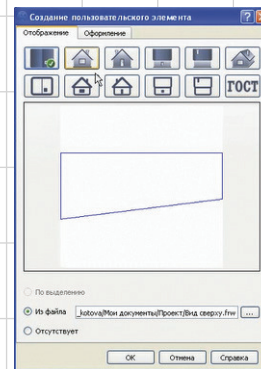 Создание пользовательского элемента
Отображение Оформление
ГОСТ
По выделению
Из файла _kotova/Мои документы/Проект/Вид сверху.frw ...
Отсутствует
ОК Отмена Справка